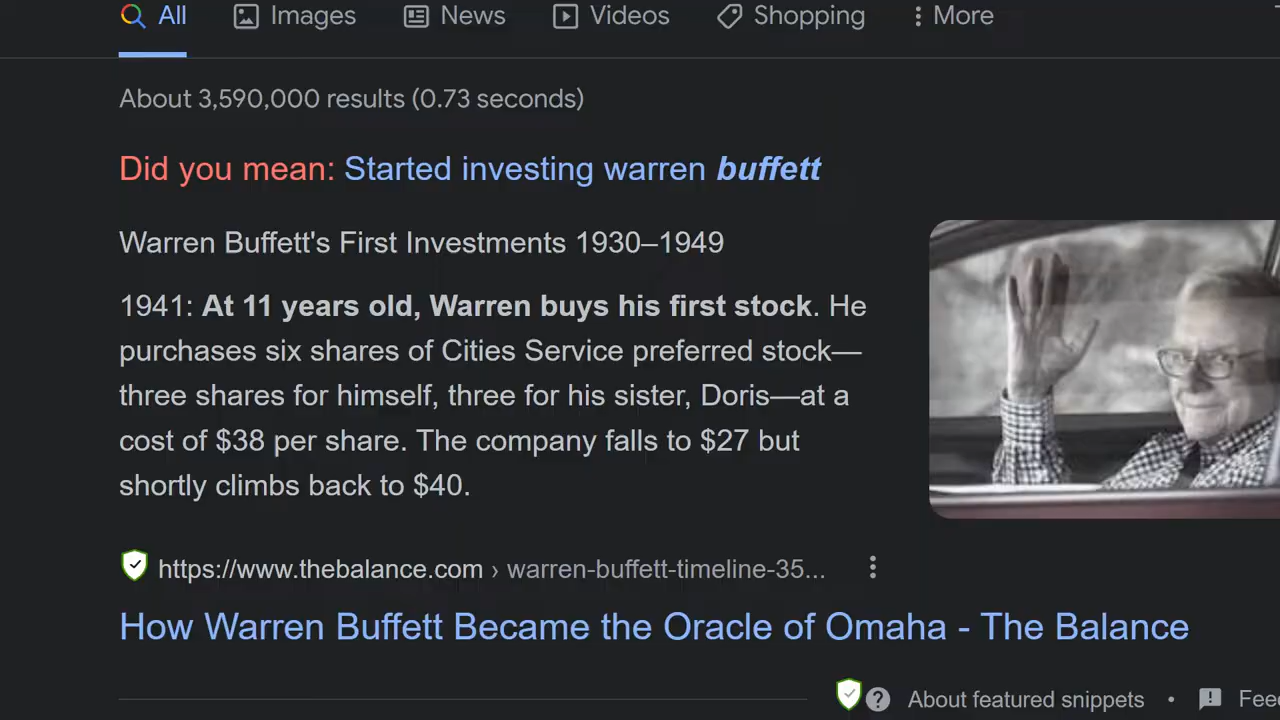 All Images News Videos Shopping More
About 3,590,000 results (0.73 seconds)
Did you mean: Started investing warren buffett
Warren Buffett's First Investments 1930–1949
1941: At 11 years old, Warren buys his first stock. He
purchases six shares of Cities Service preferred stock—
three shares for himself, three for his sister, Doris—at a
cost of $38 per share. The company falls to $27 but
shortly climbs back to $40.
https://www.thebalance.com › warren-buffett-timeline-35...
How Warren Buffett Became the Oracle of Omaha - The Balance
About featured snippets •